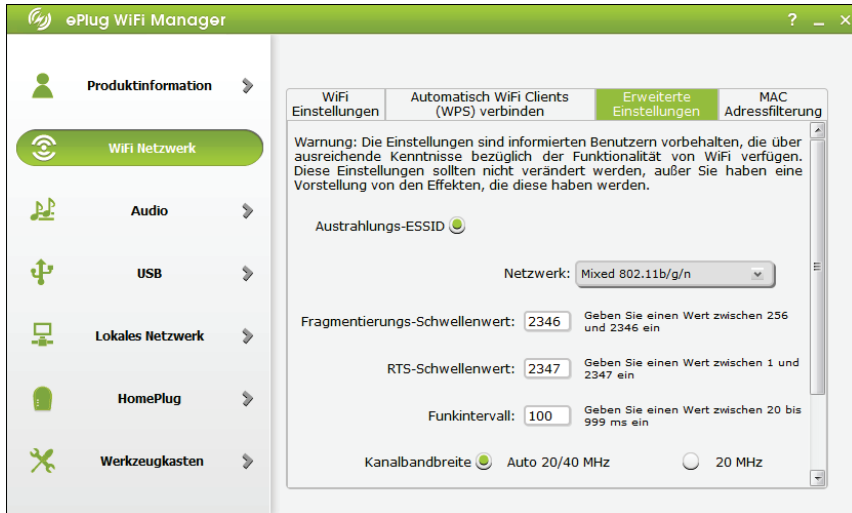 ePlug WiFi Manager
? _ ×
Produktinformation
WiFi Netzwerk
Audio
USB
Lokales Netzwerk
HomePlug
Werkzeugkasten
WiFi
Einstellungen
Automatisch WiFi Clients
(WPS) verbinden
Erweiterte
Einstellungen
MAC
Adressfilterung
Warnung: Die Einstellungen sind informierten Benutzern vorbehalten, die über
ausreichende Kenntnisse bezüglich der Funktionalität von WiFi verfügen.
Diese Einstellungen sollten nicht verändert werden, außer Sie haben eine
Vorstellung von den Effekten, die diese haben werden.
Austrahlungs-ESSID
Netzwerk: Mixed 802.11b/g/n
Fragmentierungs-Schwellenwert: 2346
Geben Sie einen Wert zwischen 256
und 2346 ein
RTS-Schwellenwert: 2347
Geben Sie einen Wert zwischen 1 und
2347 ein
Funkintervall: 100
Geben Sie einen Wert zwischen 20 bis
999 ms ein
Kanalbandbreite Auto 20/40 MHz 20 MHz